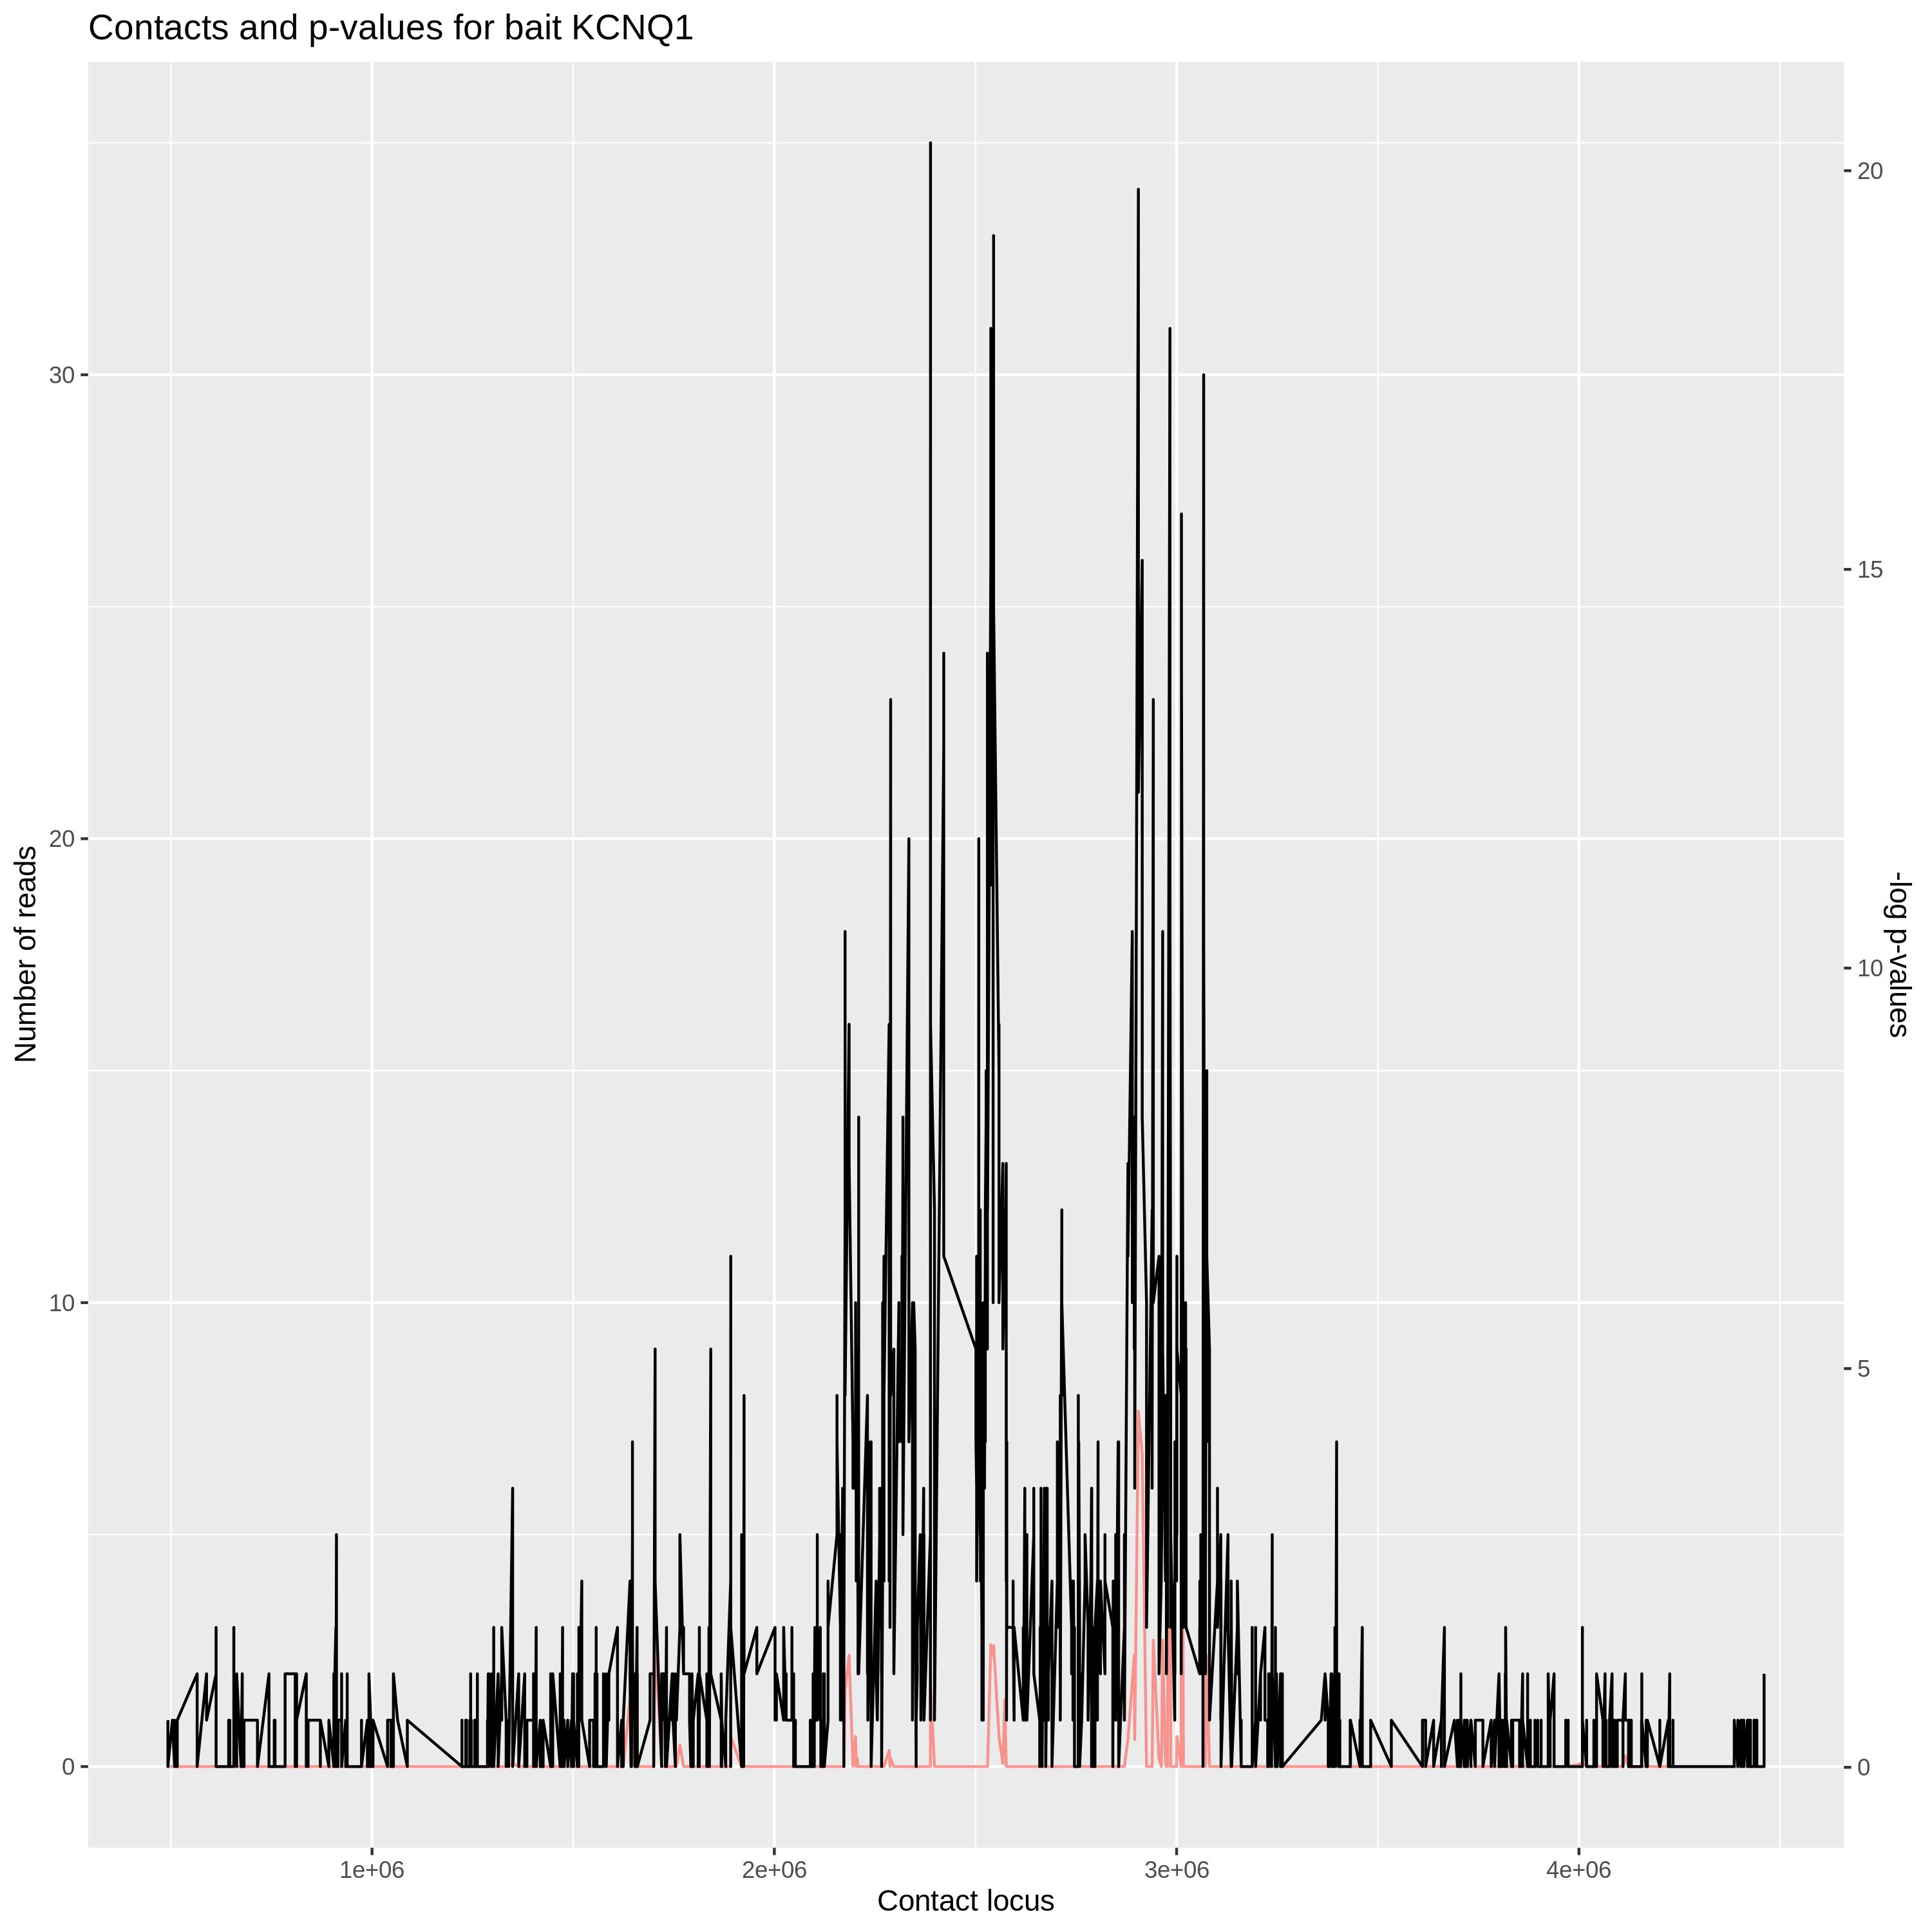 Contacts and p-values for bait KCNQ1
Number of reads
30
20
10
0
20
15
10
5
0
-log p-values
1e+06
2e+06
3e+06
4e+06
Contact locus